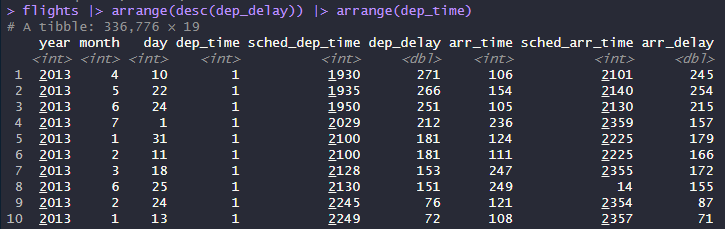 > flights |> arrange(desc(dep_delay)) |> arrange(dep_time)
# A tibble: 336,776 × 19
year month day dep_time sched_dep_time dep_delay arr_time sched_arr_time arr_delay
<int> <int> <int> <int> <int> <dbl> <int> <int> <dbl>
1 2013 4 10 1 1930 271 106 2101 245
2 2013 5 22 1 1935 266 154 2140 254
3 2013 6 24 1 1950 251 105 2130 215
4 2013 7 1 1 2029 212 236 2359 157
5 2013 1 31 1 2100 181 124 2225 179
6 2013 2 11 1 2100 181 111 2225 166
7 2013 3 18 1 2128 153 247 2355 172
8 2013 6 25 1 2130 151 249 14 155
9 2013 2 24 1 2245 76 121 2354 87
10 2013 1 13 1 2249 72 108 2357 71